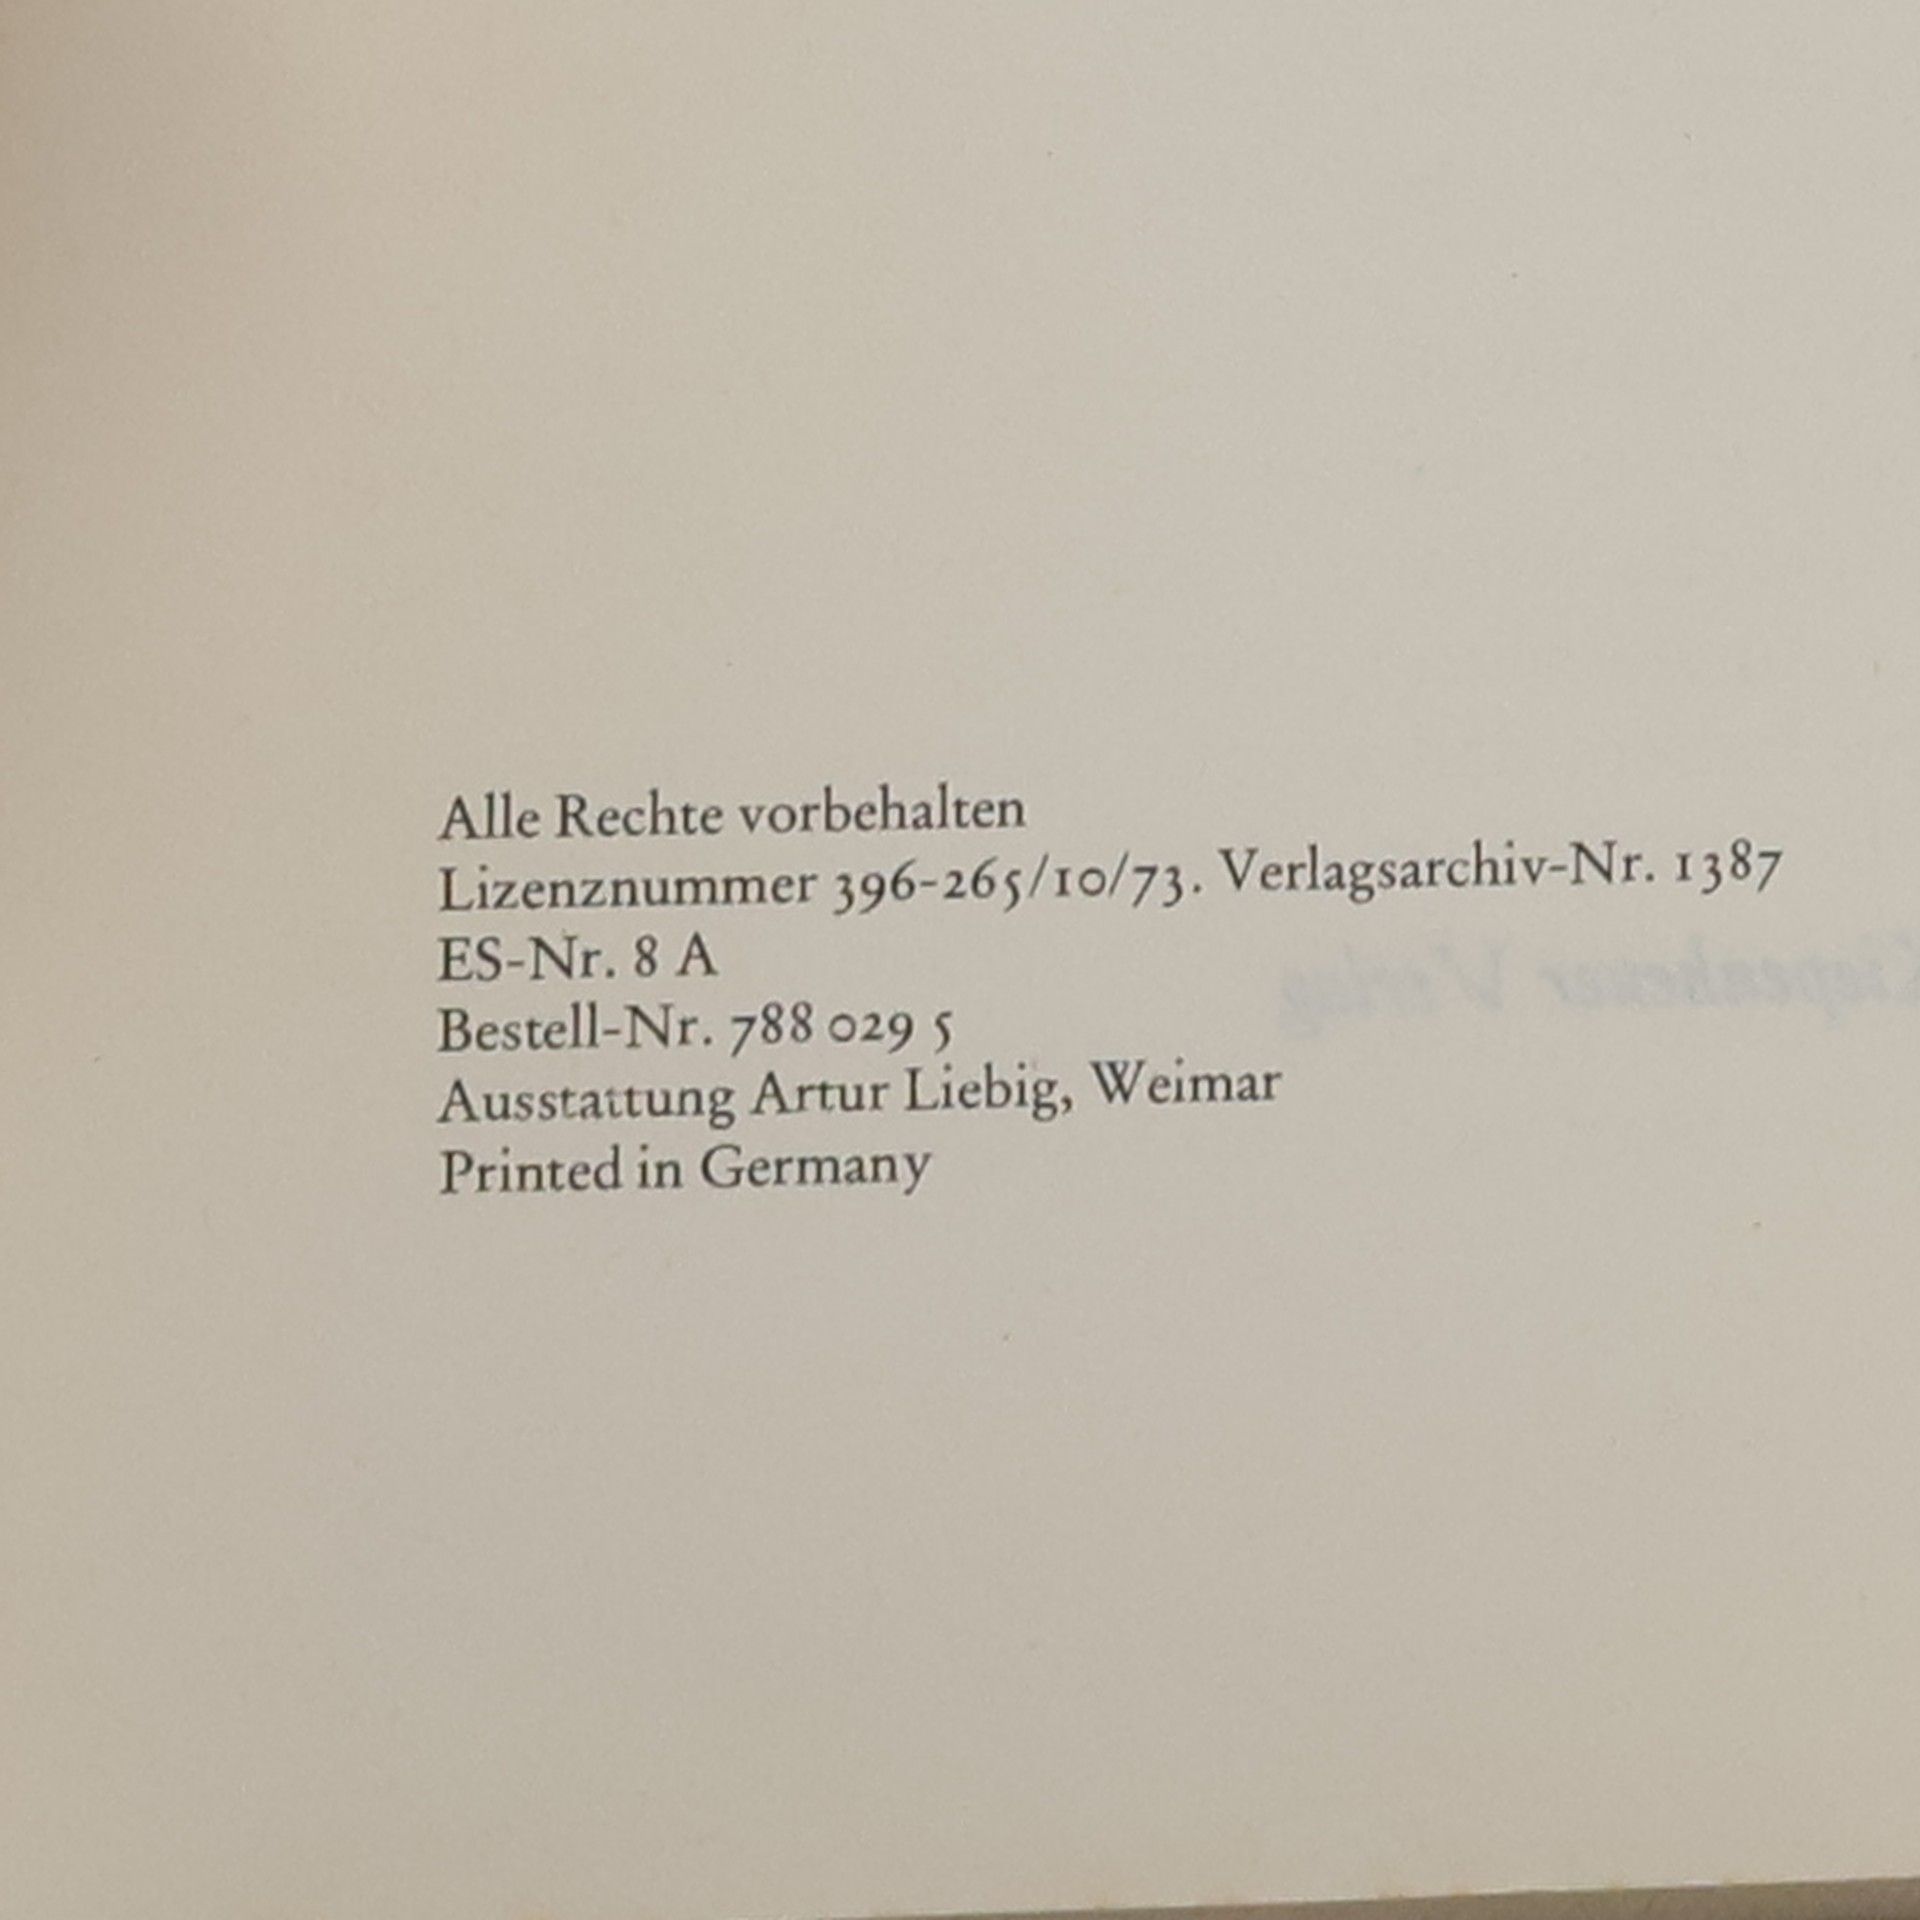 Alle Rechte vorbehalten
Lizenznummer 396-265/10/73. Verlagsarchiv-Nr. 1387
ES-Nr. 8 A
Bestell-Nr. 788 029 5
Ausstattung Artur Liebig, Weimar
Printed in Germany